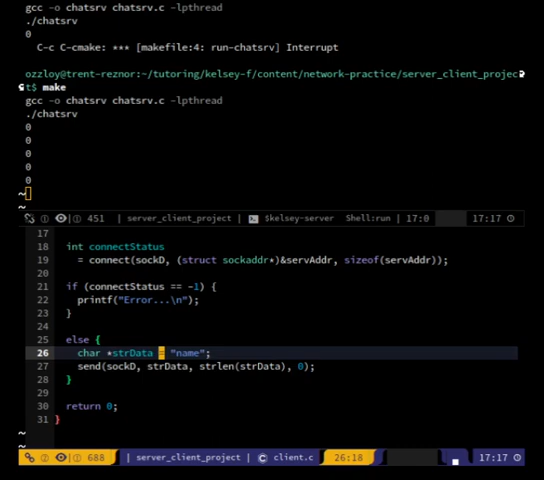 gcc -o chatsrv chatsrv.c -lpthread
./chatsrv
0
C-c C-cmake: *** [makefile:4: run-chatsrv] Interrupt
ozzloy@trent-reznor:~/tutoring/kelsey-f/content/network-practice/server_client_projec
t$ make
gcc -o chatsrv chatsrv.c -lpthread
./chatsrv
0
0
0
0
0
~
~
① 451 | server_client_project | $kelsey-server Shell:run | 17:0 17:17
17
18 int connectStatus
19 = connect(sockD, (struct sockaddr*)&servAddr, sizeof(servAddr));
20
21 if (connectStatus == -1) {
22 printf("Error...\n");
23 }
24
25 else {
26 char *strData = "name";
27 send(sockD, strData, strlen(strData), 0);
28 }
29
30 return 0;
31 }
~
~
② 688 | server_client_project © client.c 26:18 17:17